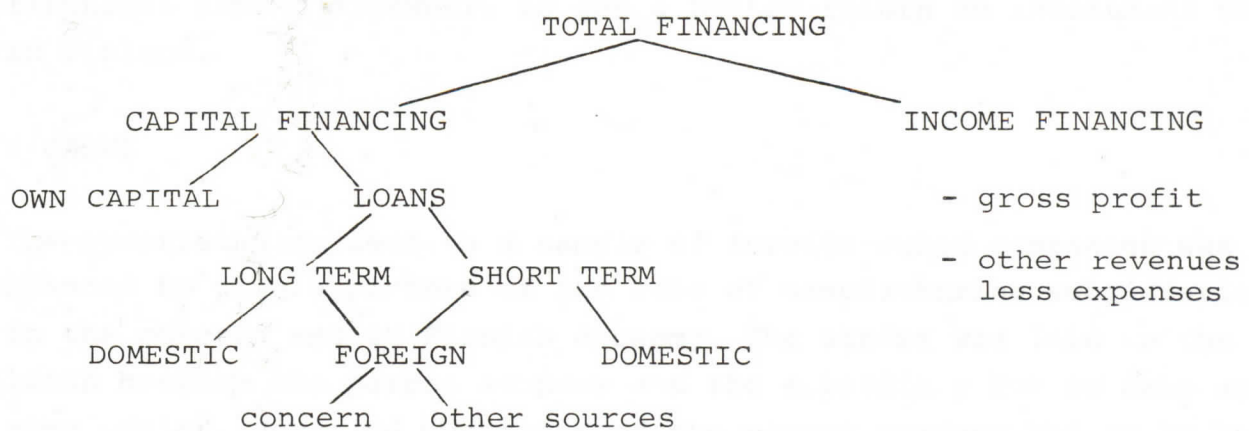 TOTAL FINANCING
CAPITAL FINANCING INCOME FINANCING
OWN CAPITAL LOANS - gross profit
LONG TERM SHORT TERM - other revenues
less expenses
DOMESTIC FOREIGN DOMESTIC
concern other sources